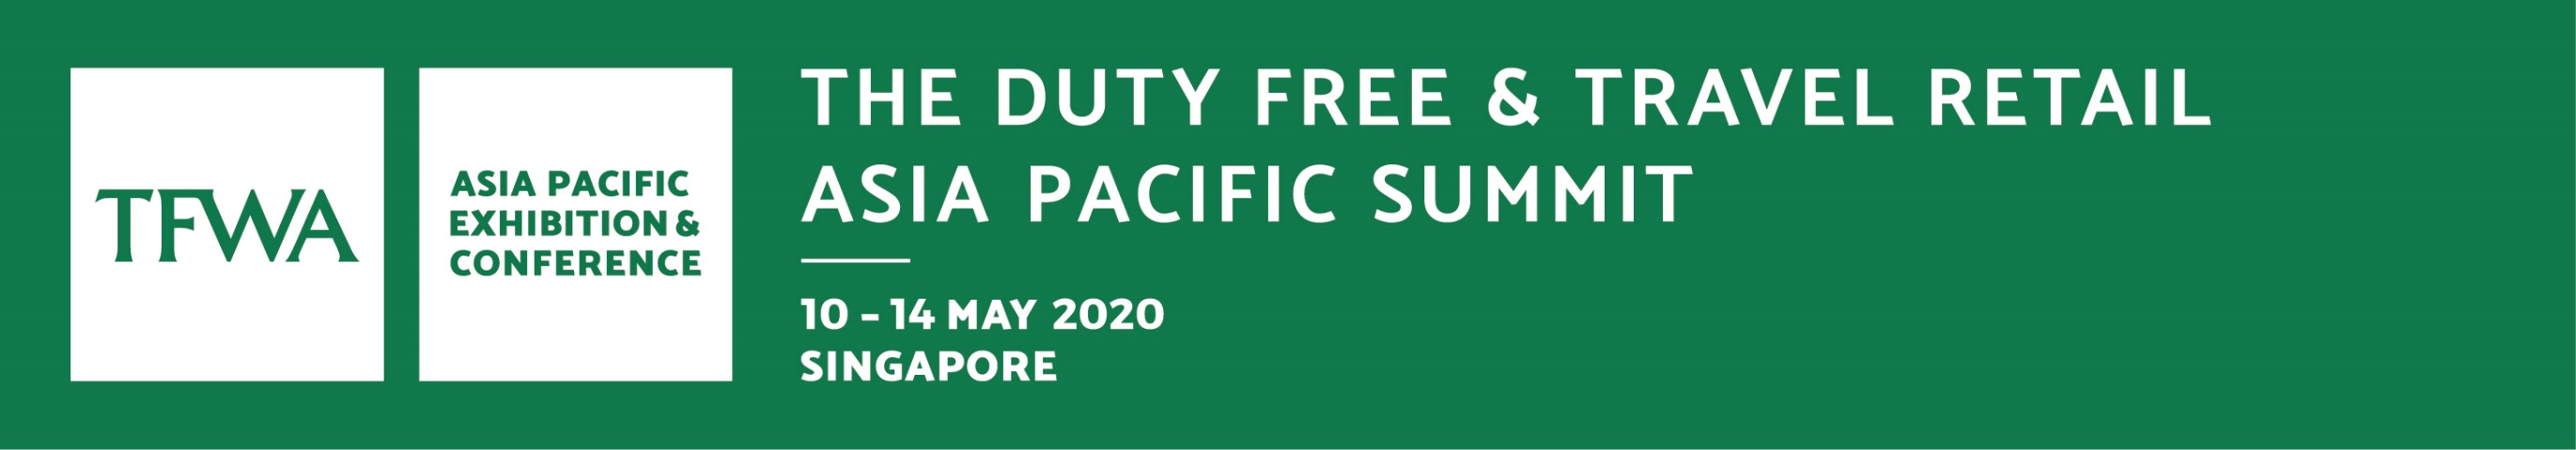 TFWA
ASIA PACIFIC
EXHIBITION &
CONFERENCE
THE DUTY FREE & TRAVEL RETAIL
ASIA PACIFIC SUMMIT
10 – 14 MAY 2020
SINGAPORE